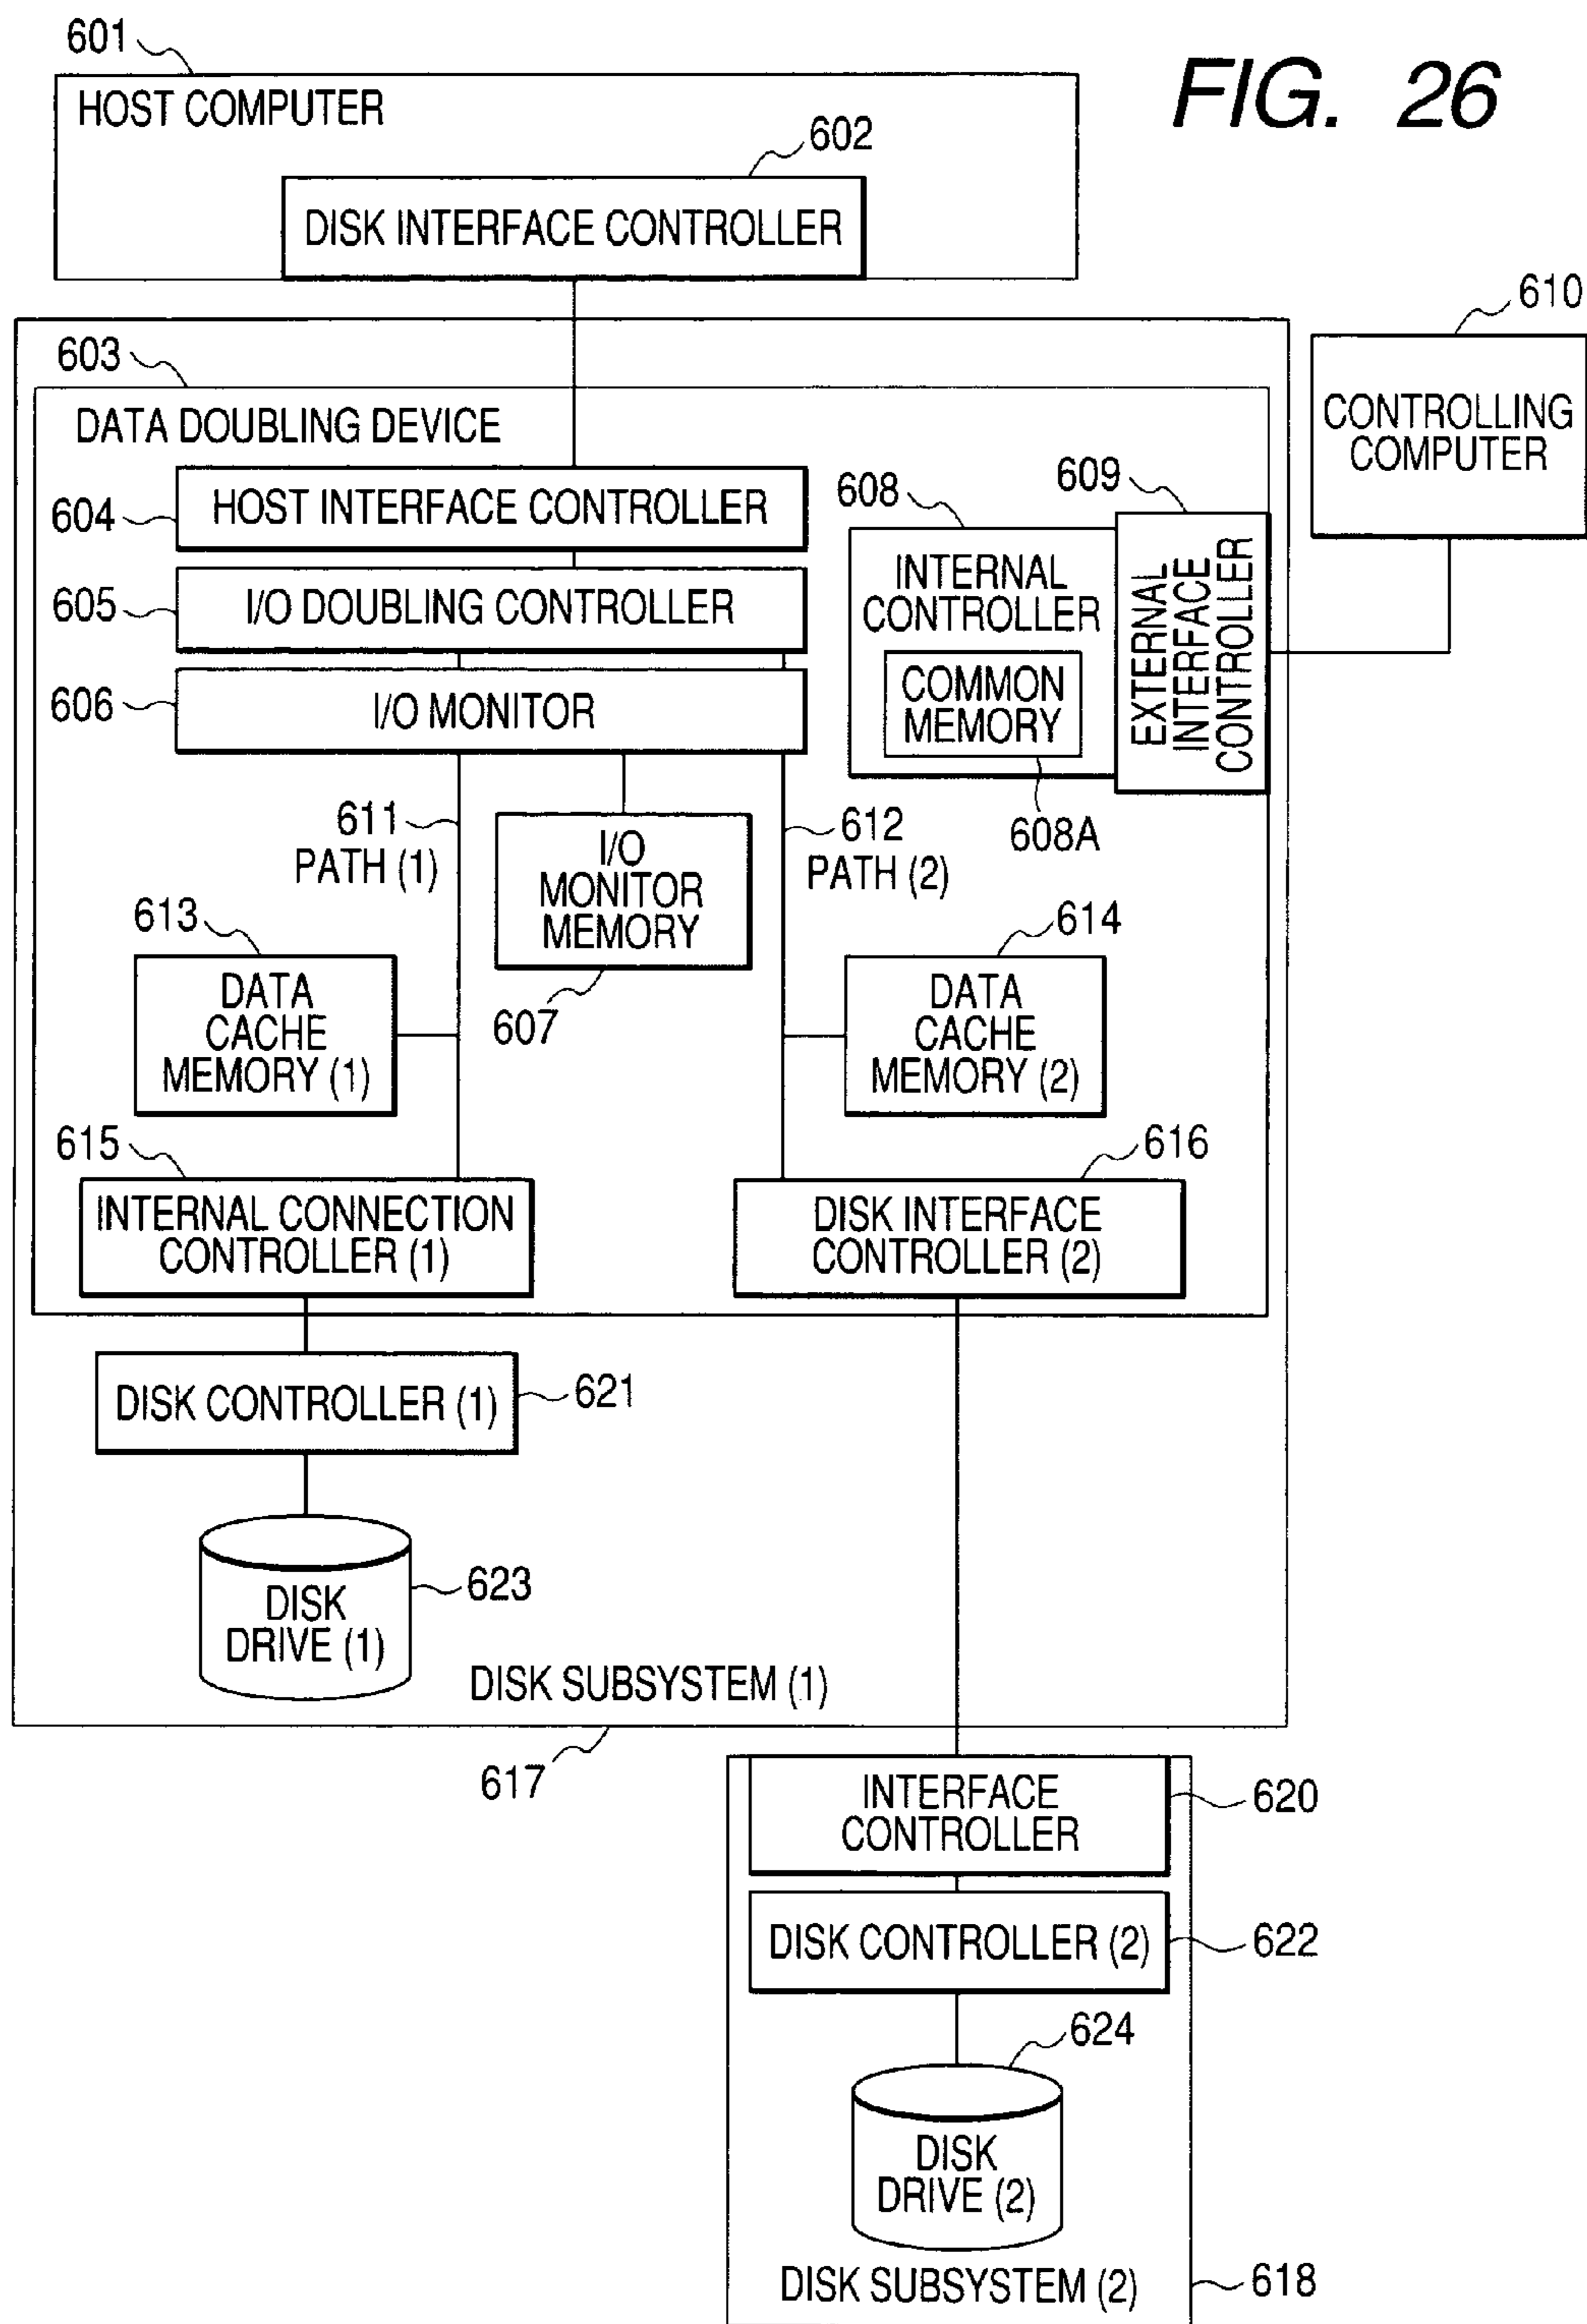 FIG. 26
601
HOST COMPUTER
602
DISK INTERFACE CONTROLLER
610
CONTROLLING
COMPUTER
603
DATA DOUBLING DEVICE
604
HOST INTERFACE CONTROLLER
605
I/O DOUBLING CONTROLLER
606
I/O MONITOR
608
INTERNAL
CONTROLLER
COMMON
MEMORY
608A
609
EXTERNAL
INTERFACE
CONTROLLER
611
PATH (1)
I/O
MONITOR
MEMORY
607
612
PATH (2)
613
DATA
CACHE
MEMORY (1)
614
DATA
CACHE
MEMORY (2)
615
INTERNAL CONNECTION
CONTROLLER (1)
616
DISK INTERFACE
CONTROLLER (2)
DISK CONTROLLER (1)
621
DISK
DRIVE (1)
623
DISK SUBSYSTEM (1)
617
INTERFACE
CONTROLLER
620
DISK CONTROLLER (2)
622
624
DISK
DRIVE (2)
DISK SUBSYSTEM (2)
618